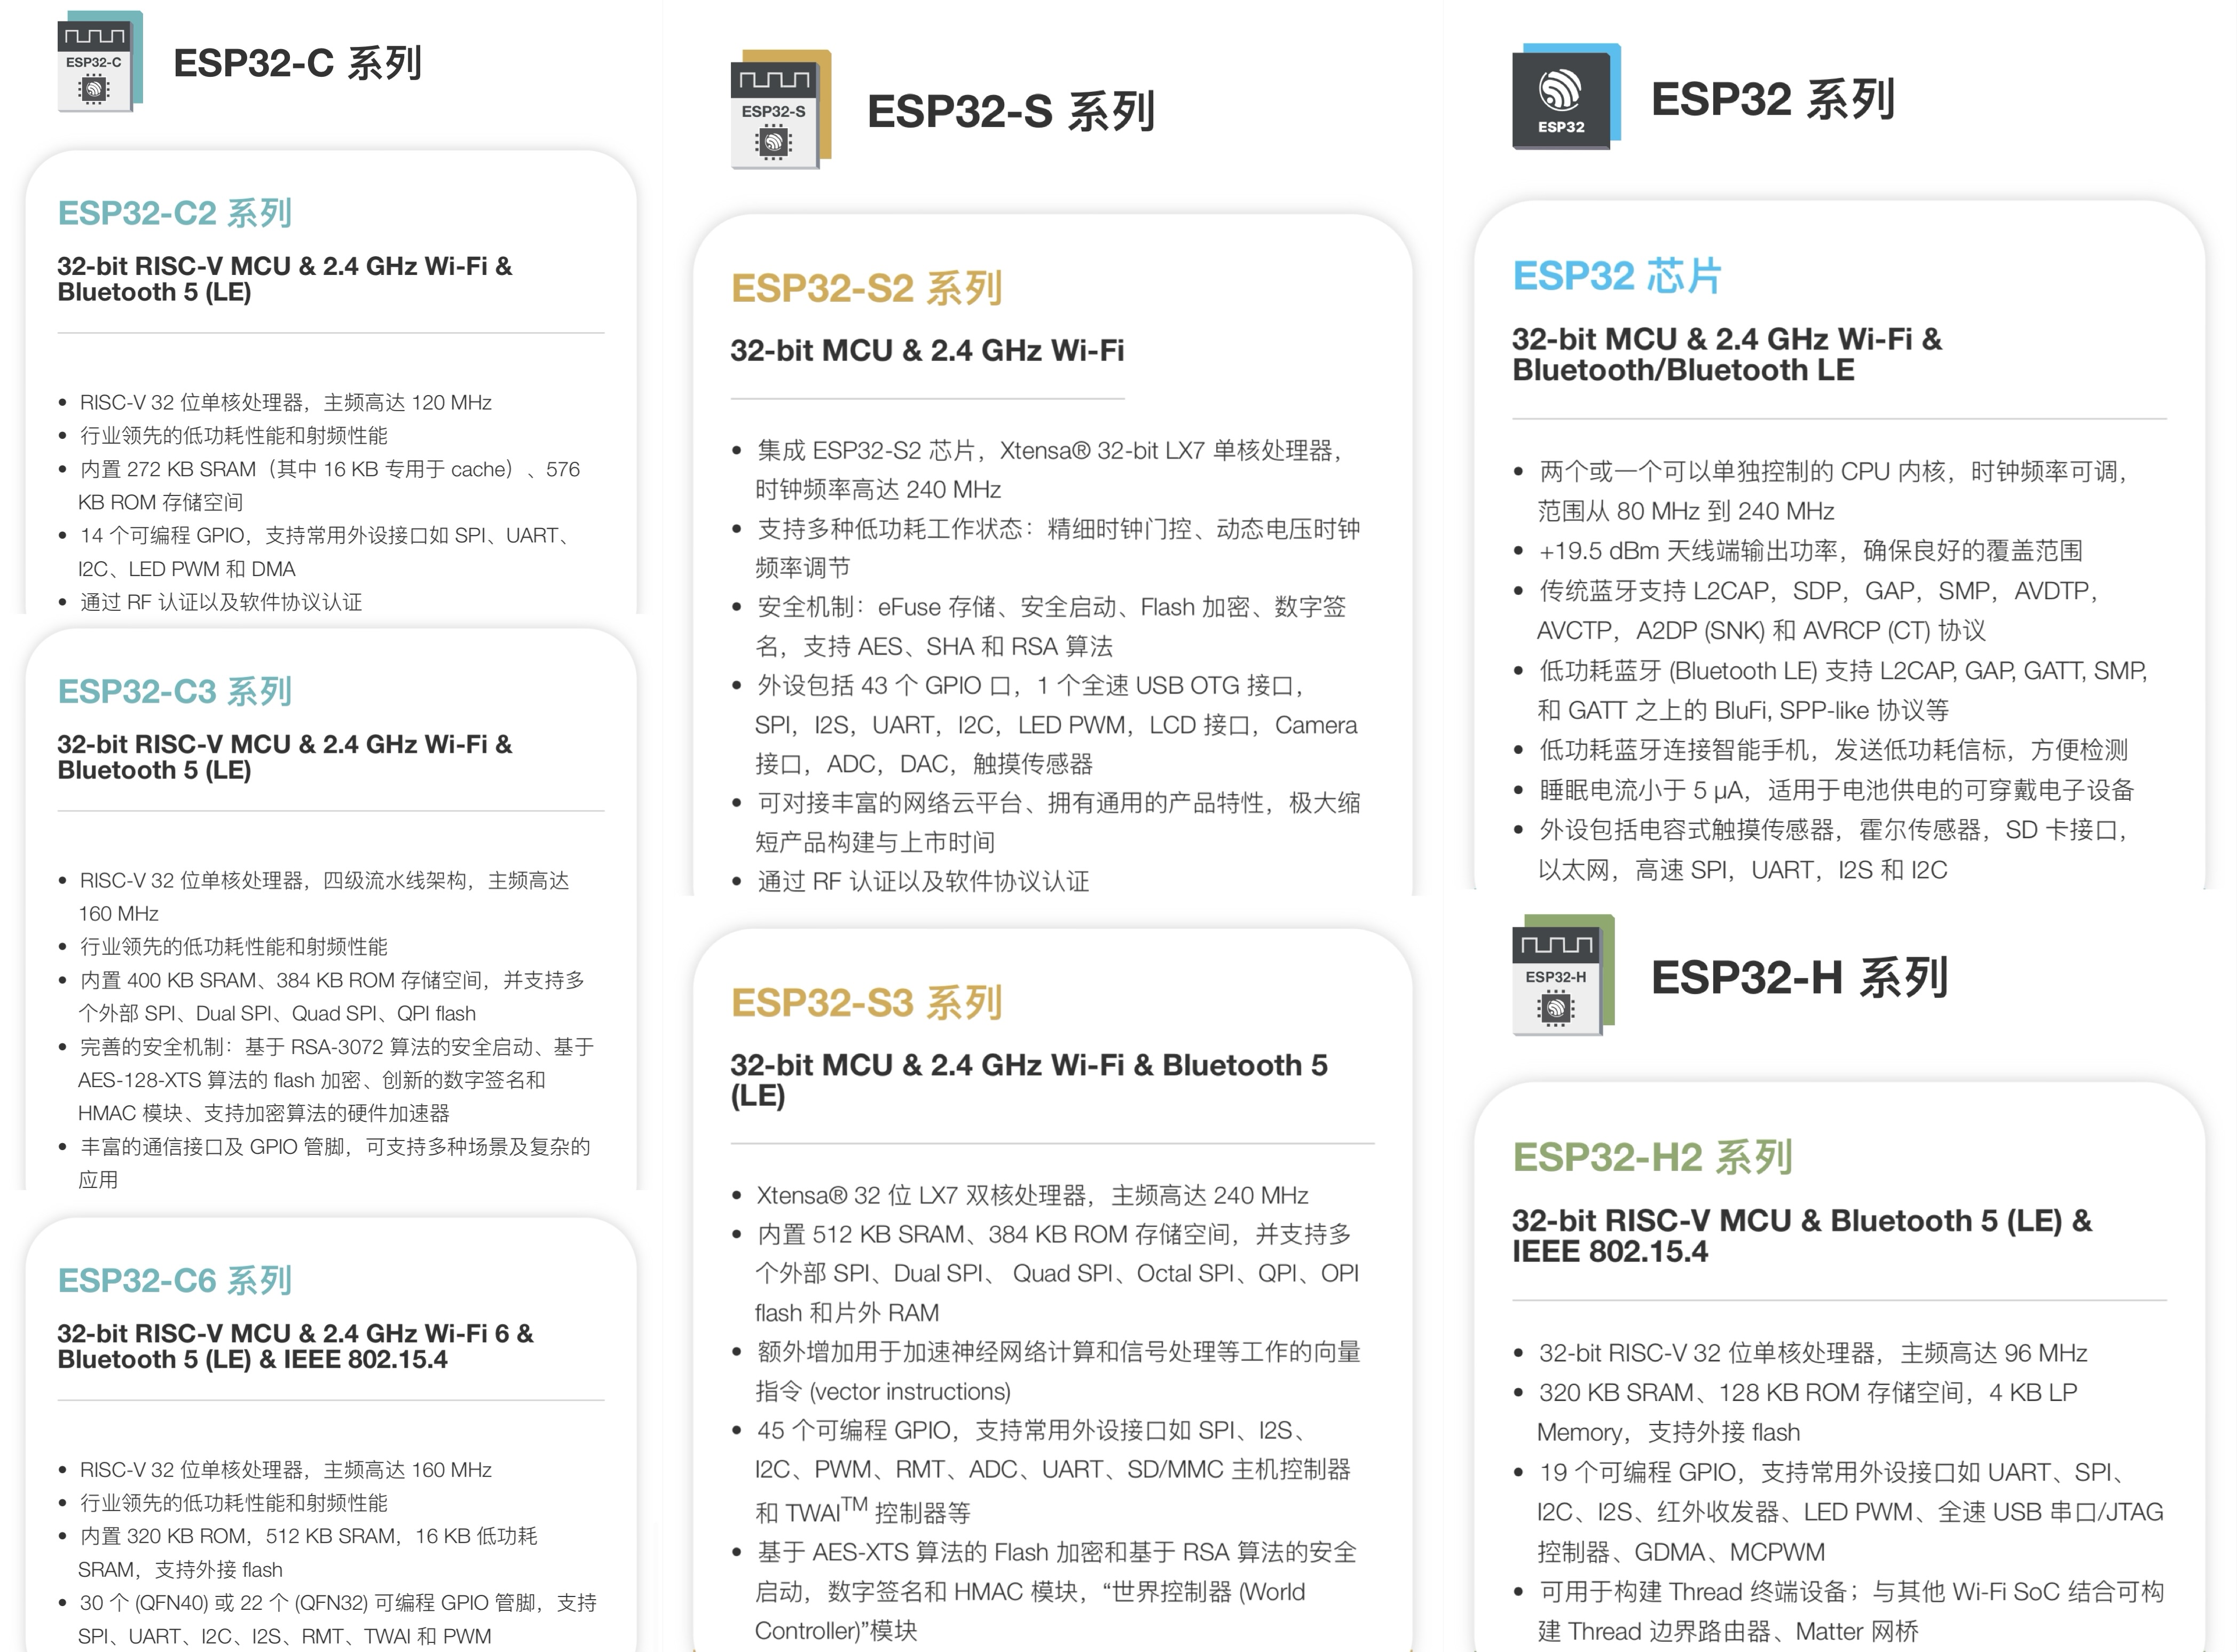 ESP32-C
ESP32-C 系列
ESP32-C2 系列
32-bit RISC-V MCU & 2.4 GHz Wi-Fi &
Bluetooth 5 (LE)
• RISC-V 32 位单核处理器，主频高达 120 MHz
• 行业领先的低功耗性能和射频性能
• 内置 272 KB SRAM（其中 16 KB 专用于 cache）、576
KB ROM 存储空间
• 14 个可编程 GPIO，支持常用外设接口如 SPI、UART、
I2C、LED PWM 和 DMA
• 通过 RF 认证以及软件协议认证
ESP32-C3 系列
32-bit RISC-V MCU & 2.4 GHz Wi-Fi &
Bluetooth 5 (LE)
• RISC-V 32 位单核处理器，四级流水线架构，主频高达
160 MHz
• 行业领先的低功耗性能和射频性能
• 内置 400 KB SRAM、384 KB ROM 存储空间，并支持多
个外部 SPI、Dual SPI、Quad SPI、QPI flash
• 完善的安全机制：基于 RSA-3072 算法的安全启动、基于
AES-128-XTS 算法的 flash 加密、创新的数字签名和
HMAC 模块、支持加密算法的硬件加速器
• 丰富的通信接口及 GPIO 管脚，可支持多种场景及复杂的
应用
ESP32-C6 系列
32-bit RISC-V MCU & 2.4 GHz Wi-Fi 6 &
Bluetooth 5 (LE) & IEEE 802.15.4
• RISC-V 32 位单核处理器，主频高达 160 MHz
• 行业领先的低功耗性能和射频性能
• 内置 320 KB ROM，512 KB SRAM，16 KB 低功耗
SRAM，支持外接 flash
• 30 个 (QFN40) 或 22 个 (QFN32) 可编程 GPIO 管脚，支持
SPI、UART、I2C、I2S、RMT、TWAI 和 PWM
ESP32-S
ESP32-S 系列
ESP32-S2 系列
32-bit MCU & 2.4 GHz Wi-Fi
• 集成 ESP32-S2 芯片，Xtensa® 32-bit LX7 单核处理器，
时钟频率高达 240 MHz
• 支持多种低功耗工作状态：精细时钟门控、动态电压时钟
频率调节
• 安全机制：eFuse 存储、安全启动、Flash 加密、数字签
名，支持 AES、SHA 和 RSA 算法
• 外设包括 43 个 GPIO 口，1 个全速 USB OTG 接口，
SPI，I2S，UART，I2C，LED PWM，LCD 接口，Camera
接口，ADC，DAC，触摸传感器
• 可对接丰富的网络云平台、拥有通用的产品特性，极大缩
短产品构建与上市时间
• 通过 RF 认证以及软件协议认证
ESP32-S3 系列
32-bit MCU & 2.4 GHz Wi-Fi & Bluetooth 5
(LE)
• Xtensa® 32 位 LX7 双核处理器，主频高达 240 MHz
• 内置 512 KB SRAM、384 KB ROM 存储空间，并支持多
个外部 SPI、Dual SPI、 Quad SPI、Octal SPI、QPI、OPI
flash 和片外 RAM
• 额外增加用于加速神经网络计算和信号处理等工作的向量
指令 (vector instructions)
• 45 个可编程 GPIO，支持常用外设接口如 SPI、I2S、
I2C、PWM、RMT、ADC、UART、SD/MMC 主机控制器
和 TWAI™ 控制器等
• 基于 AES-XTS 算法的 Flash 加密和基于 RSA 算法的安全
启动，数字签名和 HMAC 模块，“世界控制器 (World
Controller)”模块
ESP32
ESP32 系列
ESP32 芯片
32-bit MCU & 2.4 GHz Wi-Fi &
Bluetooth/Bluetooth LE
• 两个或一个可以单独控制的 CPU 内核，时钟频率可调，
范围从 80 MHz 到 240 MHz
• +19.5 dBm 天线端输出功率，确保良好的覆盖范围
• 传统蓝牙支持 L2CAP，SDP，GAP，SMP，AVDTP，
AVCTP，A2DP (SNK) 和 AVRCP (CT) 协议
• 低功耗蓝牙 (Bluetooth LE) 支持 L2CAP, GAP, GATT, SMP,
和 GATT 之上的 BluFi, SPP-like 协议等
• 低功耗蓝牙连接智能手机，发送低功耗信标，方便检测
• 睡眠电流小于 5 μA，适用于电池供电的可穿戴电子设备
• 外设包括电容式触摸传感器，霍尔传感器，SD 卡接口，
以太网，高速 SPI，UART，I2S 和 I2C
ESP32-H
ESP32-H 系列
ESP32-H2 系列
32-bit RISC-V MCU & Bluetooth 5 (LE) &
IEEE 802.15.4
• 32-bit RISC-V 32 位单核处理器，主频高达 96 MHz
• 320 KB SRAM、128 KB ROM 存储空间，4 KB LP
Memory，支持外接 flash
• 19 个可编程 GPIO，支持常用外设接口如 UART、SPI、
I2C、I2S、红外收发器、LED PWM、全速 USB 串口/JTAG
控制器、GDMA、MCPWM
• 可用于构建 Thread 终端设备；与其他 Wi-Fi SoC 结合可构
建 Thread 边界路由器、Matter 网桥